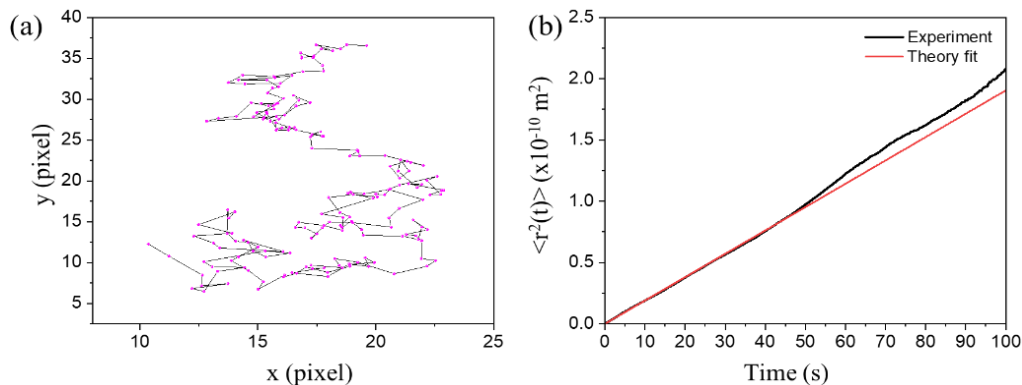 (a)
40
35
30
25
20
15
10
5
y (pixel)
10 15 20 25
x (pixel)
(b)
2.5
2.0
1.5
1.0
0.5
0.0
<r²(t)> (x10⁻¹⁰ m²)
Experiment
Theory fit
0 10 20 30 40 50 60 70 80 90 100
Time (s)